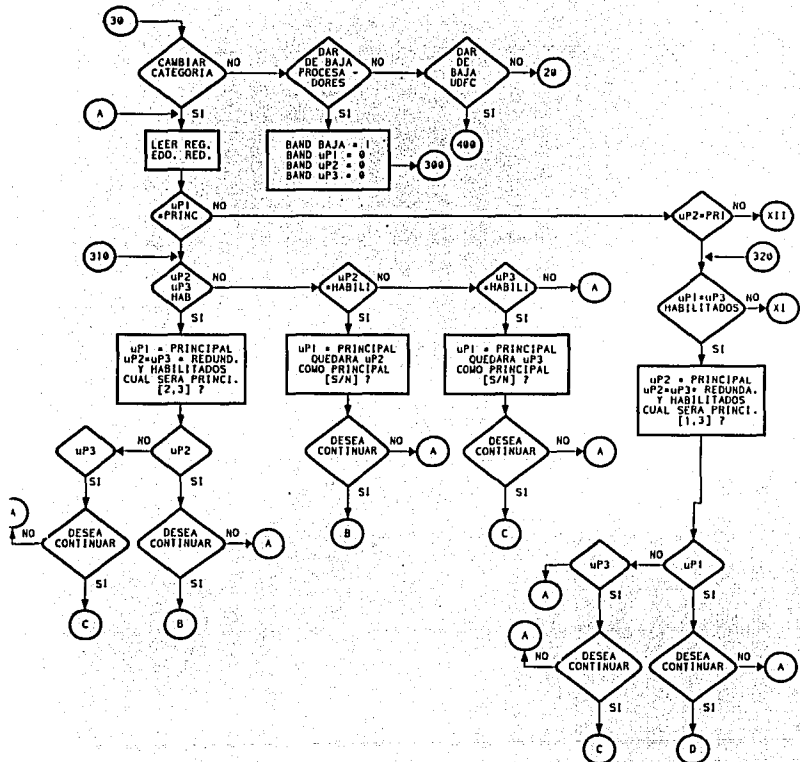 30
CAMBIAR
CATEGORIA
NO
SI
DAR
DE BAJA
PROCESA -
DORES
NO
SI
DAR
DE
BAJA
UDFC
NO
20
SI
400
A
LEER REG.
EDO. RED.
BAND BAJA = 1
BAND uP1 = 0
BAND uP2 = 0
BAND uP3 = 0
300
uP1
=PRINC
NO
SI
uP2=PRI
NO
XII
SI
310
320
uP2
uP3
HAB
NO
SI
uP2
=HABILI
NO
SI
uP3
=HABILI
NO
A
SI
uP1=uP3
HABILITADOS
NO
XI
SI
uP1 = PRINCIPAL
uP2=uP3 = REDUND.
Y HABILITADOS
CUAL SERA PRINCI.
[2,3] ?
uP1 = PRINCIPAL
QUEDARA uP2
COMO PRINCIPAL
[S/N] ?
uP1 = PRINCIPAL
QUEDARA uP3
COMO PRINCIPAL
[S/N] ?
uP2 = PRINCIPAL
uP2=uP3= REDUNDA.
Y HABILITADOS
CUAL SERA PRINCI.
[1,3] ?
uP3
NO
uP2
SI
SI
DESEA
CONTINUAR
NO
A
SI
B
DESEA
CONTINUAR
NO
A
SI
C
A
NO
DESEA
CONTINUAR
SI
C
DESEA
CONTINUAR
NO
A
SI
B
uP3
NO
uP1
A
SI
SI
A
NO
DESEA
CONTINUAR
SI
C
DESEA
CONTINUAR
NO
A
SI
D